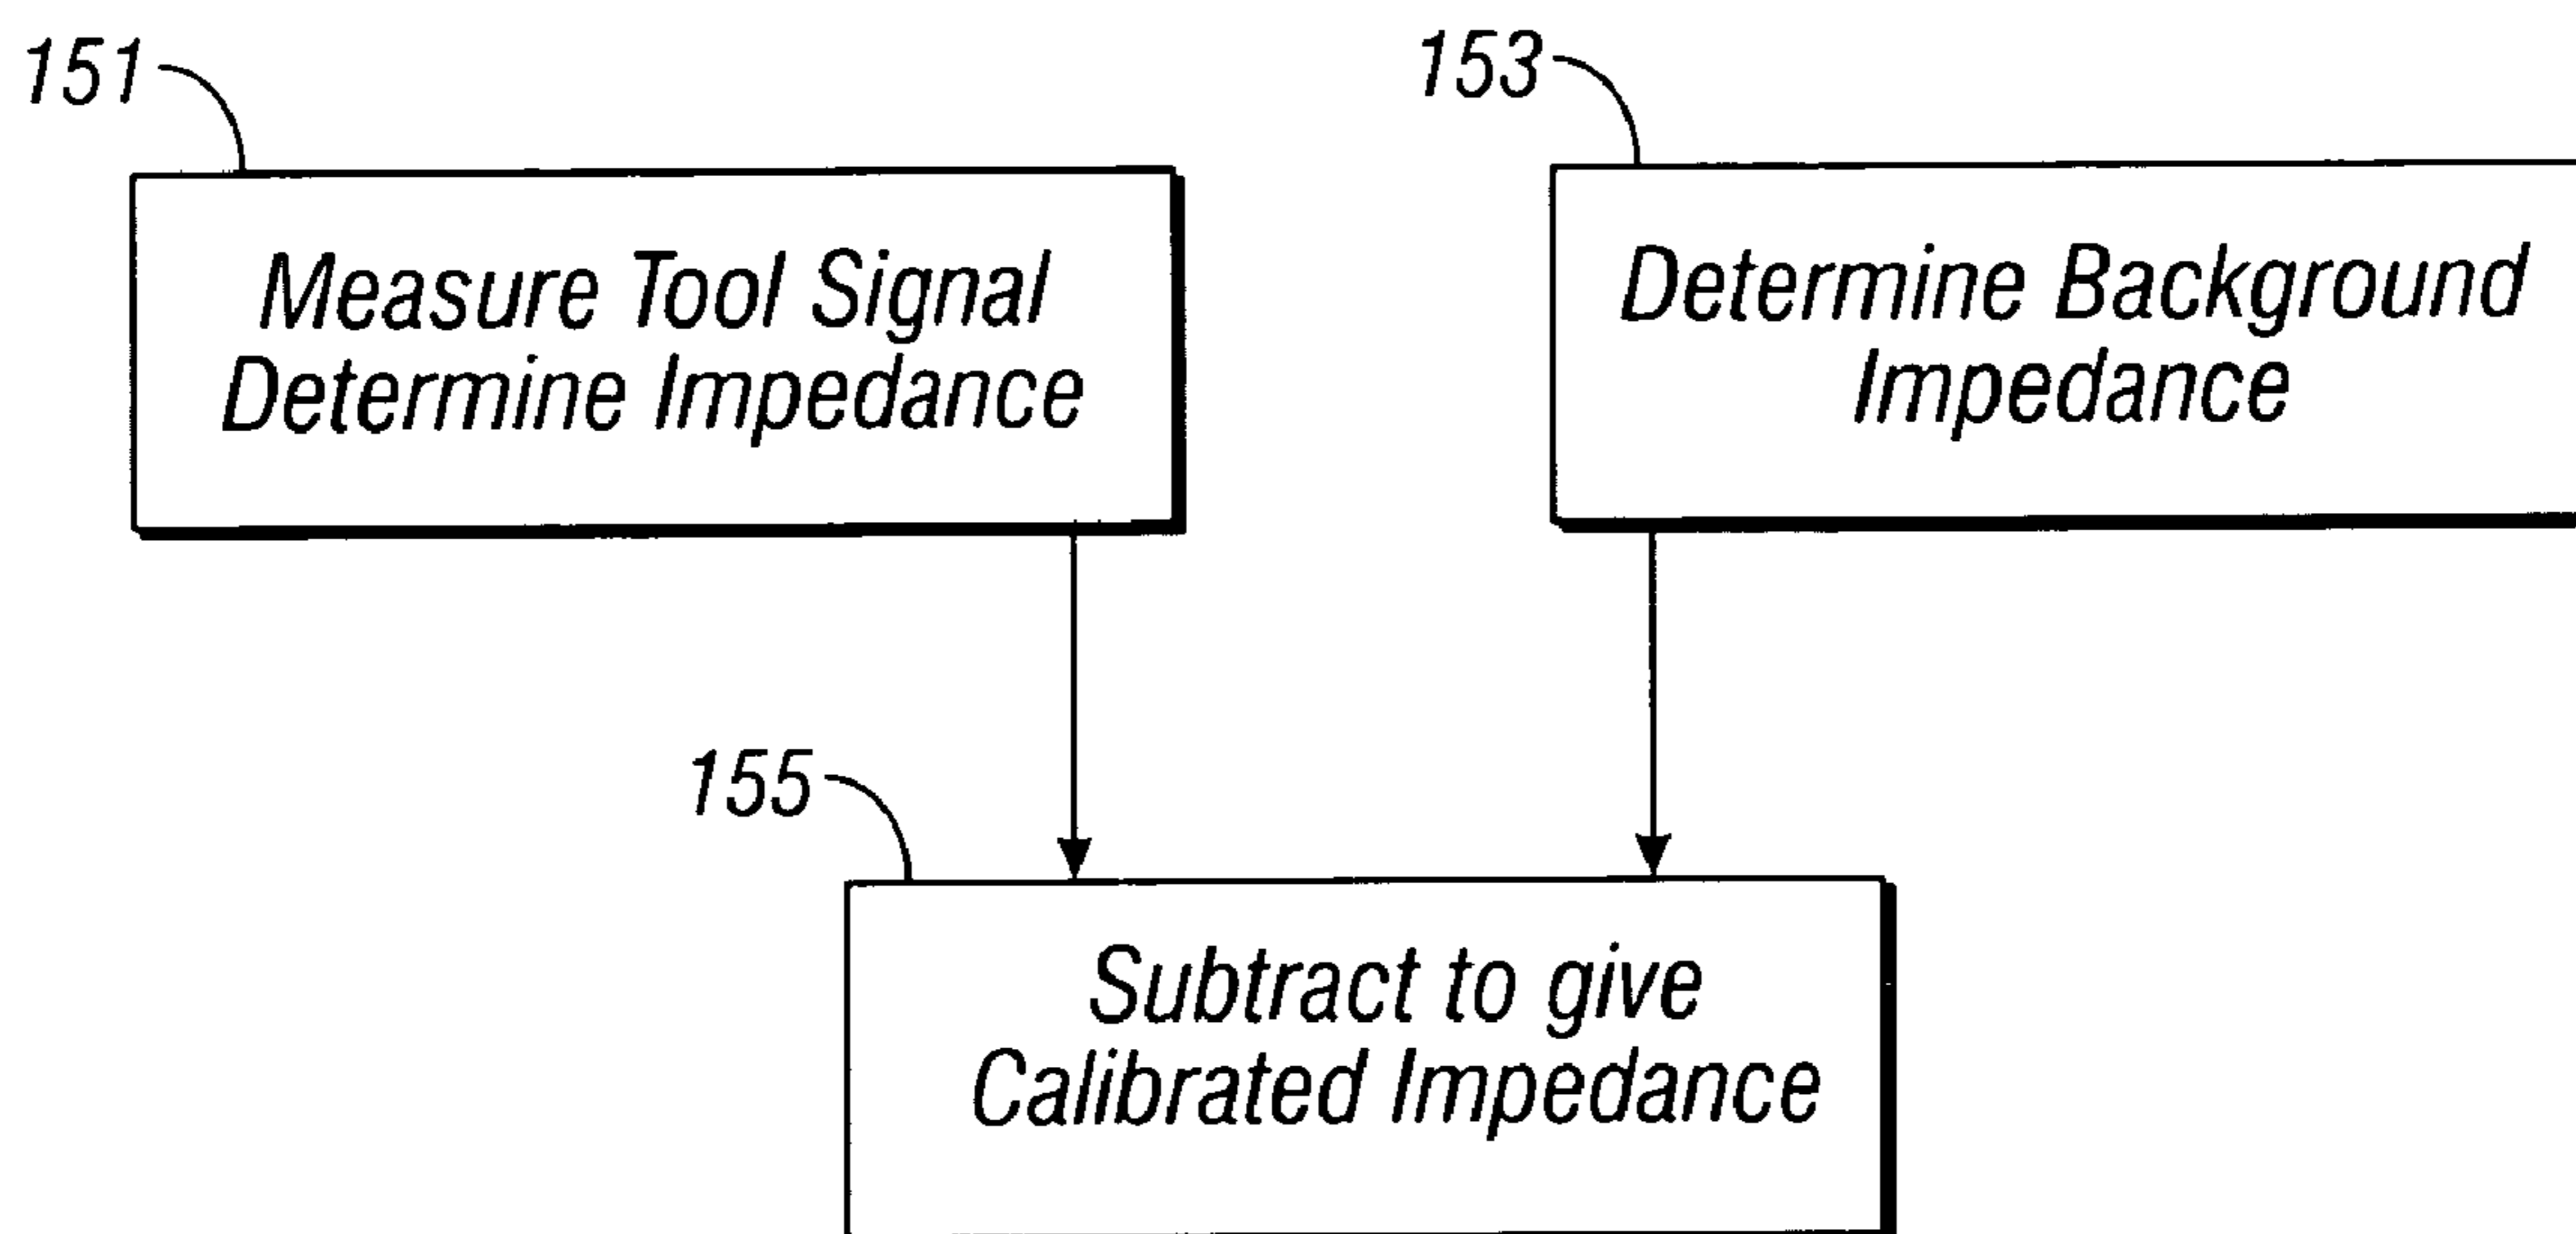 151
153
Measure Tool Signal
Determine Impedance
Determine Background
Impedance
155
Subtract to give
Calibrated Impedance